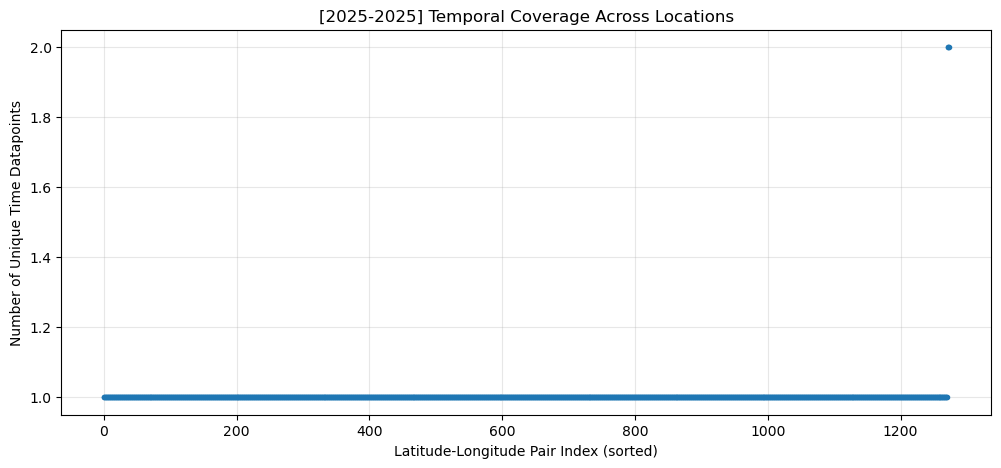 [2025-2025] Temporal Coverage Across Locations
Number of Unique Time Datapoints
2.0
1.8
1.6
1.4
1.2
1.0
0 200 400 600 800 1000 1200
Latitude-Longitude Pair Index (sorted)